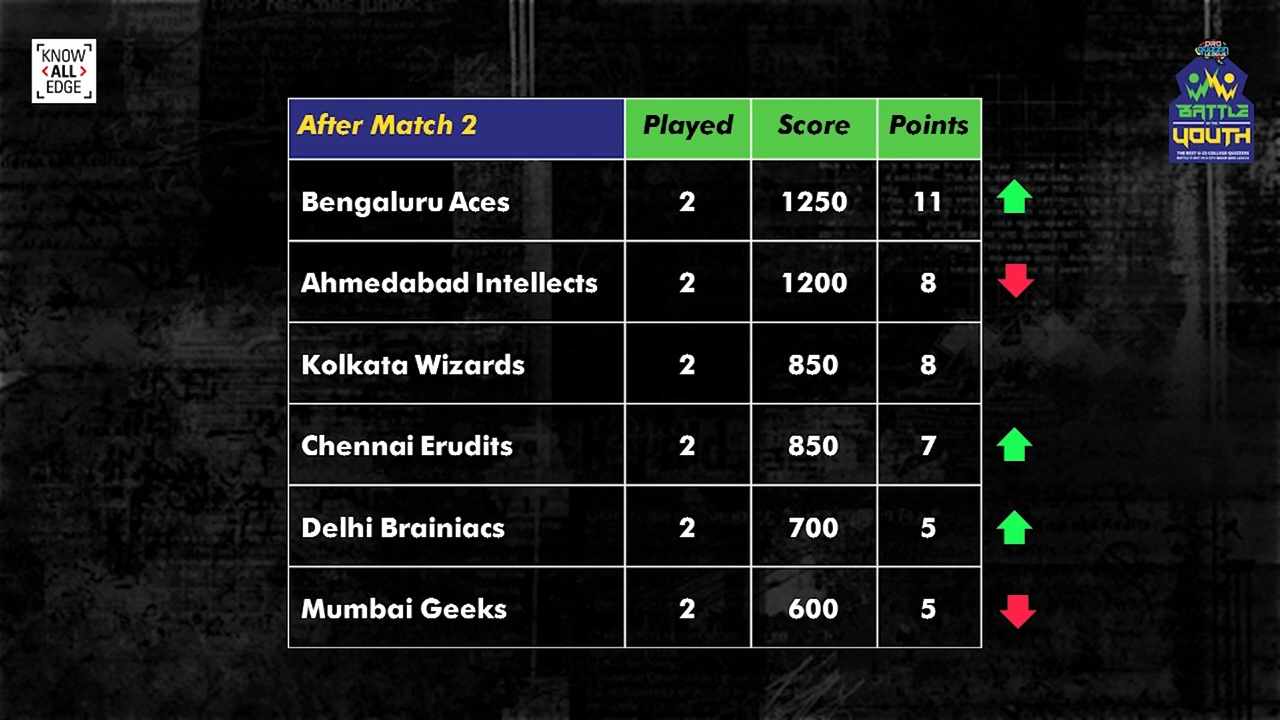 KNOW
<ALL>
EDGE
BATTLE
YOUTH
After Match 2 Played Score Points
Bengaluru Aces 2 1250 11
Ahmedabad Intellects 2 1200 8
Kolkata Wizards 2 850 8
Chennai Erudits 2 850 7
Delhi Brainiacs 2 700 5
Mumbai Geeks 2 600 5